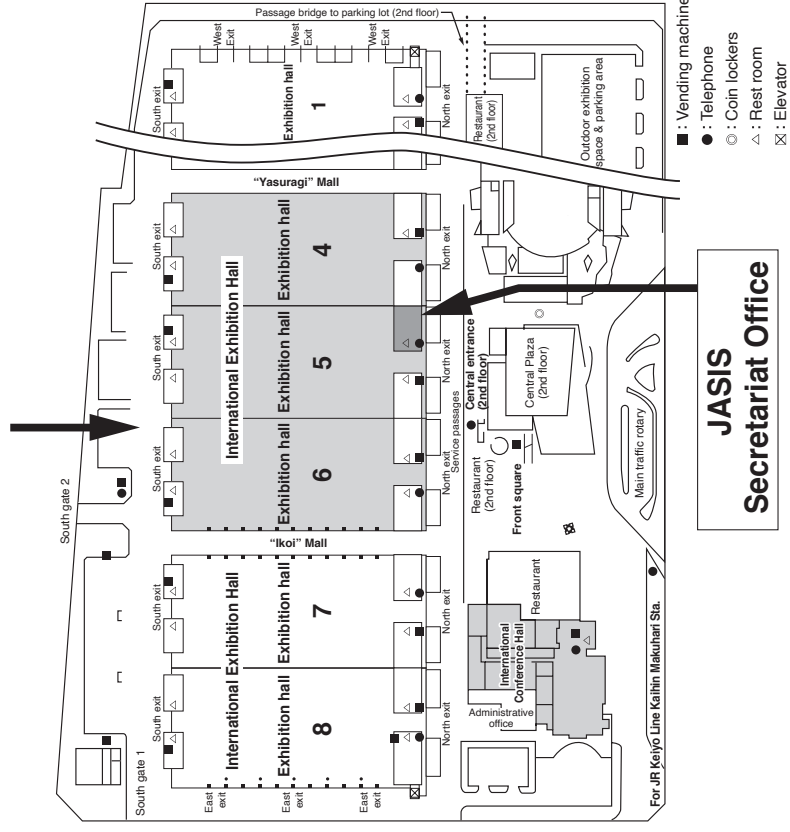 Passage bridge to parking lot (2nd floor)
West
Exit
West
Exit
West
Exit
South exit
Exhibition hall
1
North exit
Restaurant
(2nd floor)
Outdoor exhibition
space & parking area
■ : Vending machine
● : Telephone
◎ : Coin lockers
△ : Rest room
⊠ : Elevator
"Yasuragi" Mall
South exit
International Exhibition Hall
Exhibition hall
4
North exit
South exit
Exhibition hall
5
North exit
South exit
Exhibition hall
6
North exit
Service passages
Central entrance
(2nd floor)
Central Plaza
(2nd floor)
Restaurant
(2nd floor)
Front square
Main traffic rotary
JASIS
Secretariat Office
South gate 2
"Ikoi" Mall
South exit
International Exhibition Hall
Exhibition hall
7
North exit
South exit
Exhibition hall
8
North exit
South gate 1
East
exit
East
exit
East
exit
Restaurant
International
Conference Hall
Administrative
office
For JR Keiyo Line Kaihin Makuhari Sta.